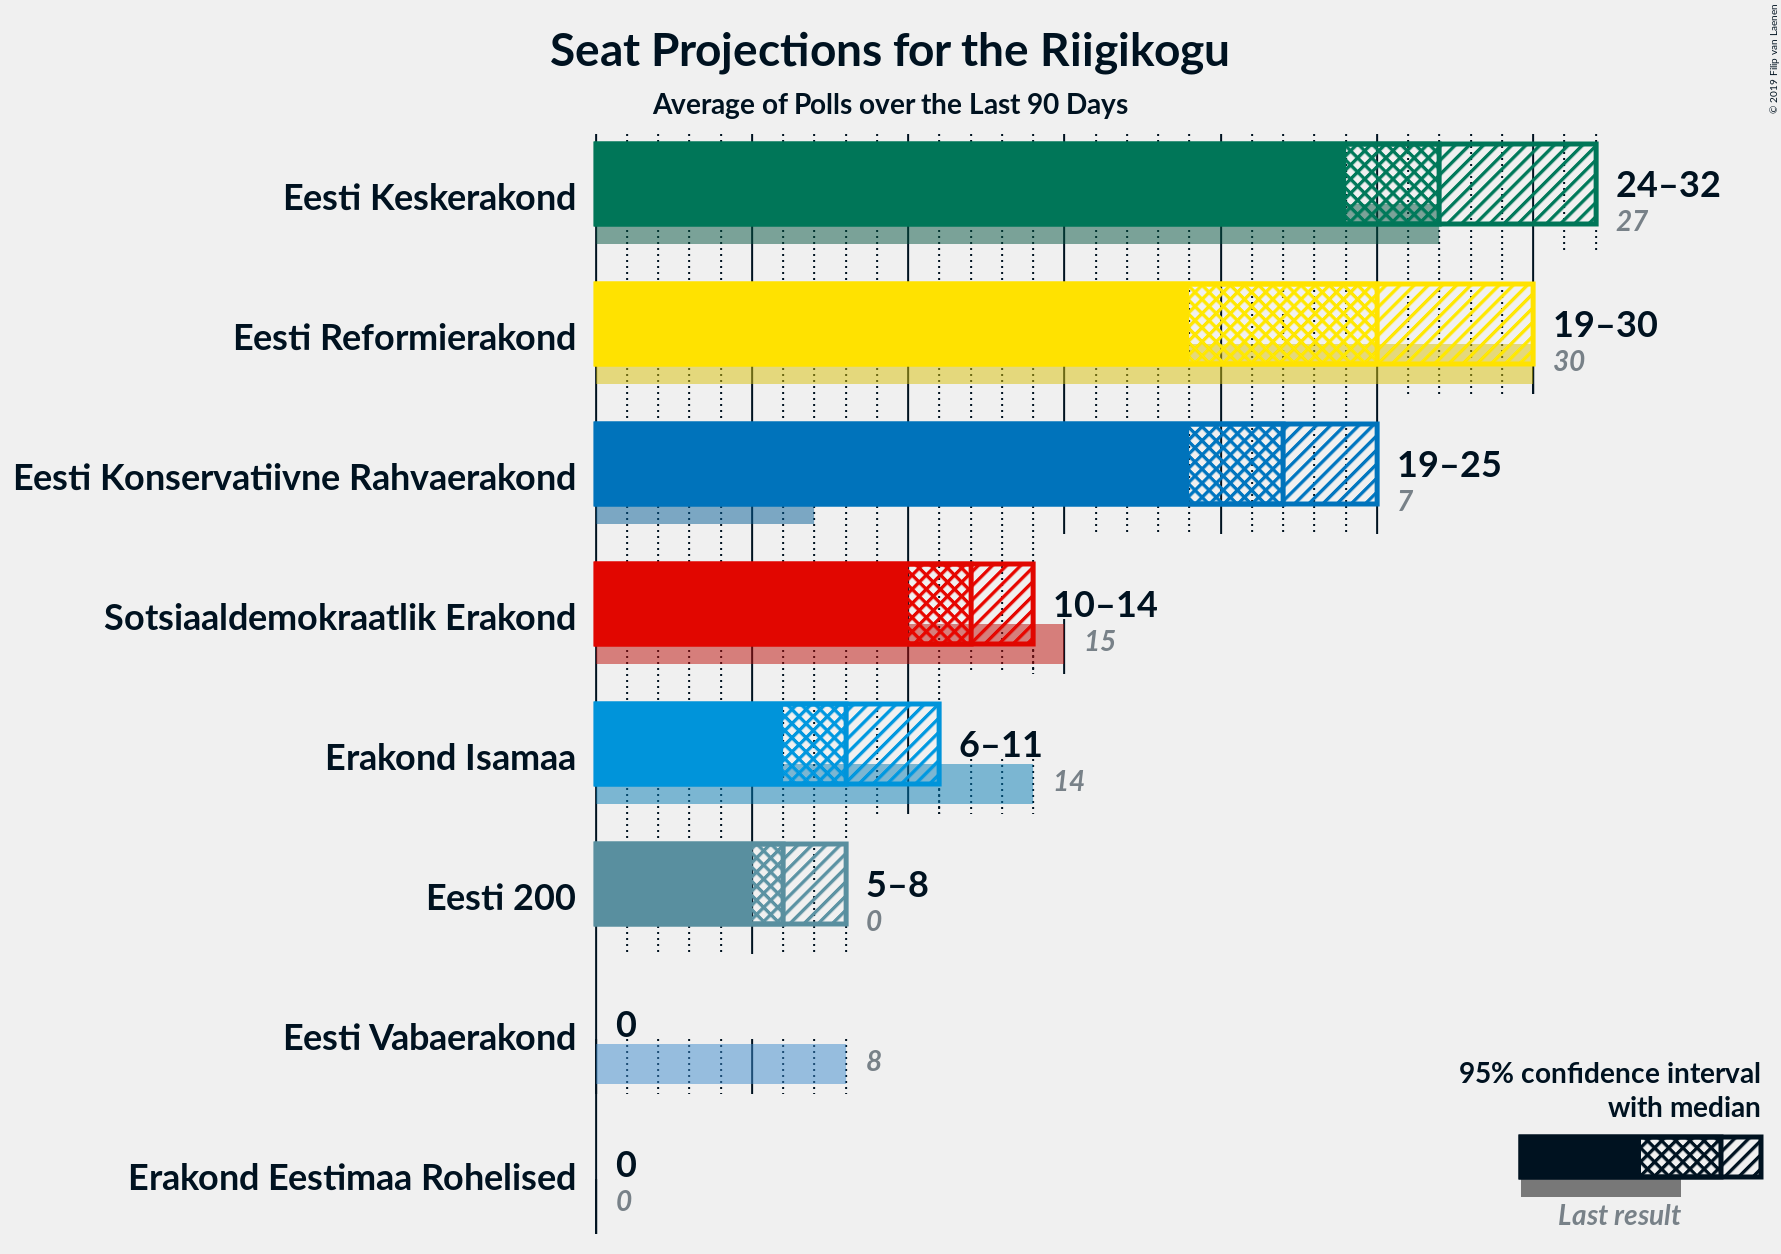 Seat Projections for the Riigikogu
Average of Polls over the Last 90 Days
© 2019 Filip van Laenen
Eesti Keskerakond
24–32
27
Eesti Reformierakond
19–30
30
Eesti Konservatiivne Rahvaerakond
19–25
7
Sotsiaaldemokraatlik Erakond
10–14
15
Erakond Isamaa
6–11
14
Eesti 200
5–8
0
Eesti Vabaerakond
0
8
Erakond Eestimaa Rohelised
0
0
95% confidence interval
with median
Last result